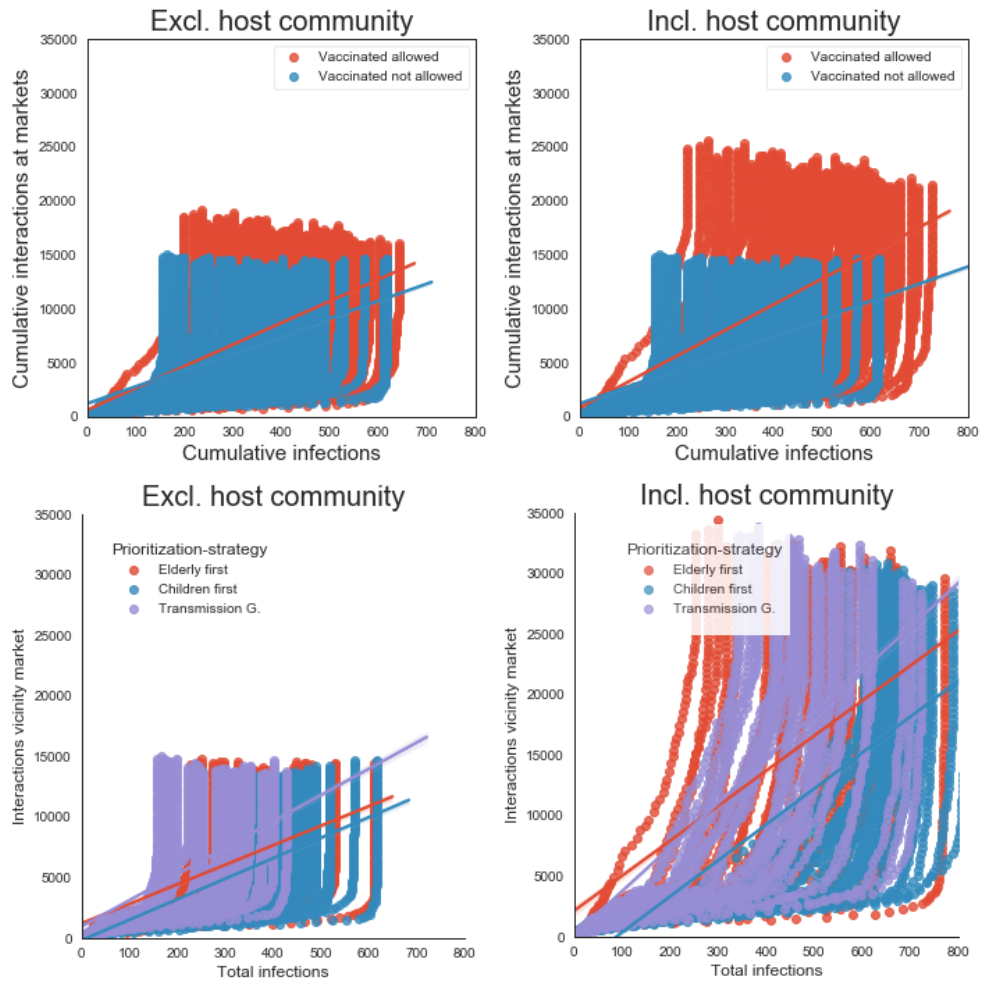 Excl. host community
Incl. host community
35000
30000
25000
20000
15000
10000
5000
0
Cumulative interactions at markets
Vaccinated allowed
Vaccinated not allowed
0 100 200 300 400 500 600 700 800
Cumulative infections
35000
30000
25000
20000
15000
10000
5000
0
Cumulative interactions at markets
Vaccinated allowed
Vaccinated not allowed
0 100 200 300 400 500 600 700 800
Cumulative infections
Excl. host community
35000
30000
25000
20000
15000
10000
5000
0
Interactions vicinity market
Prioritization-strategy
Elderly first
Children first
Transmission G.
0 100 200 300 400 500 600 700 800
Total infections
Incl. host community
35000
30000
25000
20000
15000
10000
5000
0
Interactions vicinity market
Prioritization-strategy
Elderly first
Children first
Transmission G.
0 100 200 300 400 500 600 700 800
Total infections